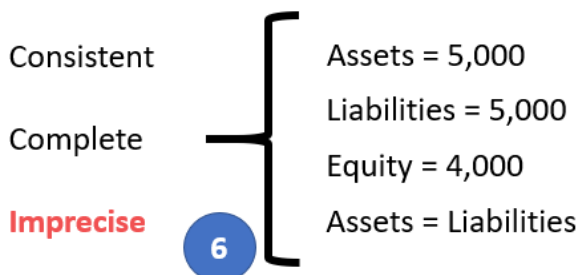 Consistent
Complete
Imprecise
6
Assets = 5,000
Liabilities = 5,000
Equity = 4,000
Assets = Liabilities